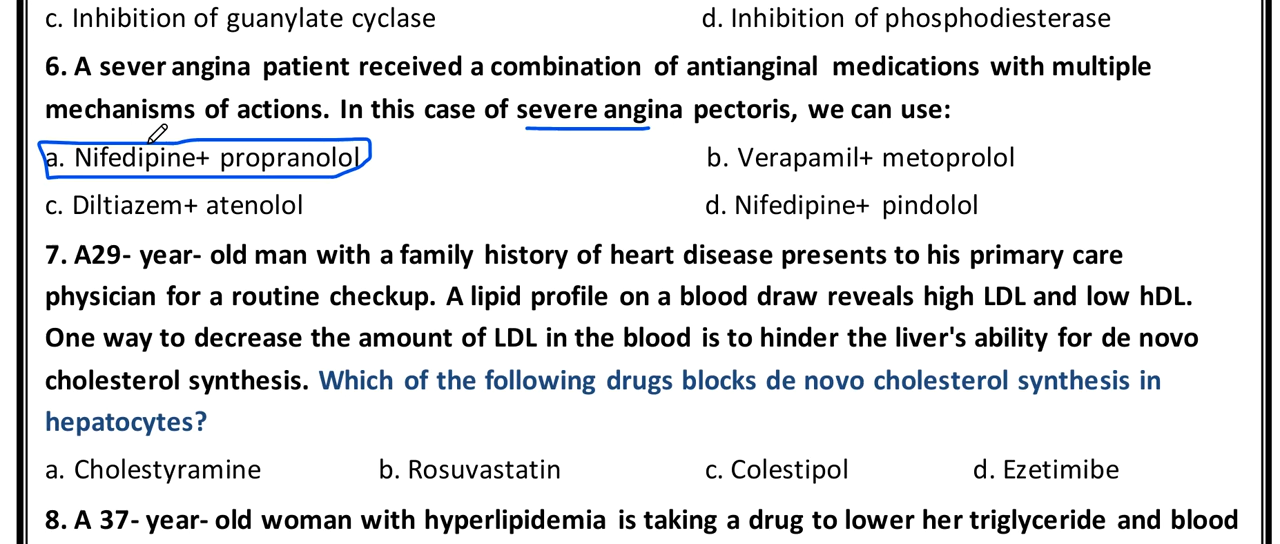 c. Inhibition of guanylate cyclase d. Inhibition of phosphodiesterase
6. A sever angina patient received a combination of antianginal medications with multiple
mechanisms of actions. In this case of severe angina pectoris, we can use:
a. Nifedipine+ propranolol b. Verapamil+ metoprolol
c. Diltiazem+ atenolol d. Nifedipine+ pindolol
7. A29- year- old man with a family history of heart disease presents to his primary care
physician for a routine checkup. A lipid profile on a blood draw reveals high LDL and low hDL.
One way to decrease the amount of LDL in the blood is to hinder the liver's ability for de novo
cholesterol synthesis. Which of the following drugs blocks de novo cholesterol synthesis in
hepatocytes?
a. Cholestyramine b. Rosuvastatin c. Colestipol d. Ezetimibe
8. A 37- year- old woman with hyperlipidemia is taking a drug to lower her triglyceride and blood